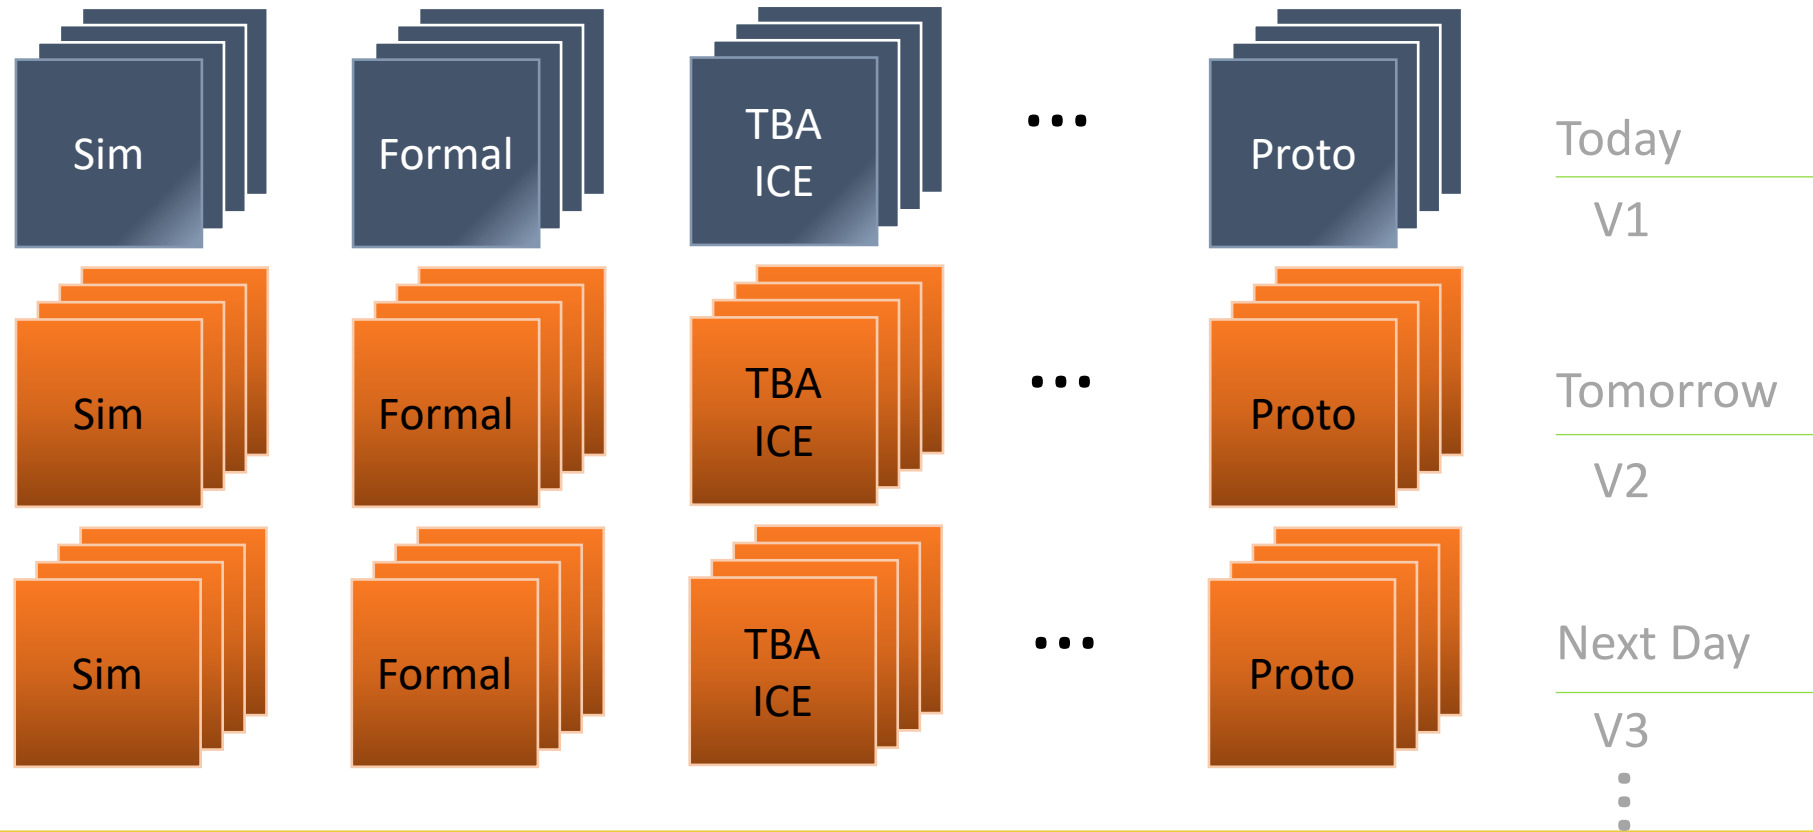 Sim
Formal
TBA
ICE
...
Proto
Today
V1
Sim
Formal
TBA
ICE
...
Proto
Tomorrow
V2
Sim
Formal
TBA
ICE
...
Proto
Next Day
V3
...